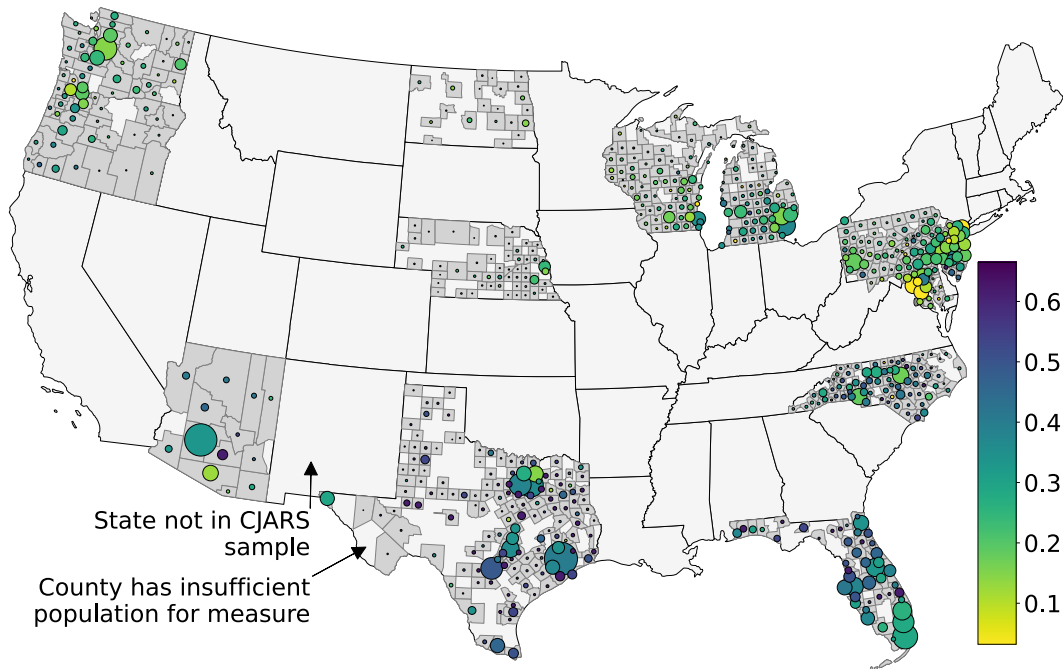 State not in CJARS
sample
County has insufficient
population for measure
0.6
0.5
0.4
0.3
0.2
0.1